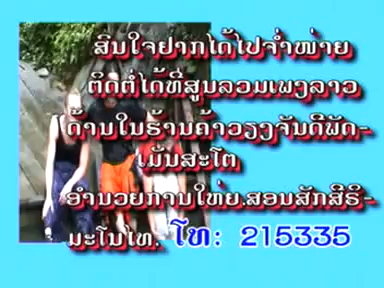 ສົນໃຈຢາກໄດ້ໄປຈຳໜ່າຍ
ຕິດຕໍ່ໄດ້ທີ່ສູນລວມເພງລາວ
ດ້ານໃນຮ້ານຄ້າວຽງຈັນດີພັດ-
ເມັນສະໂຕ
ອຳນວຍການໃຫ່ຍ.ສອນສັກສີຣິ-
ມະໂນໄທ. ໂທ: 215335